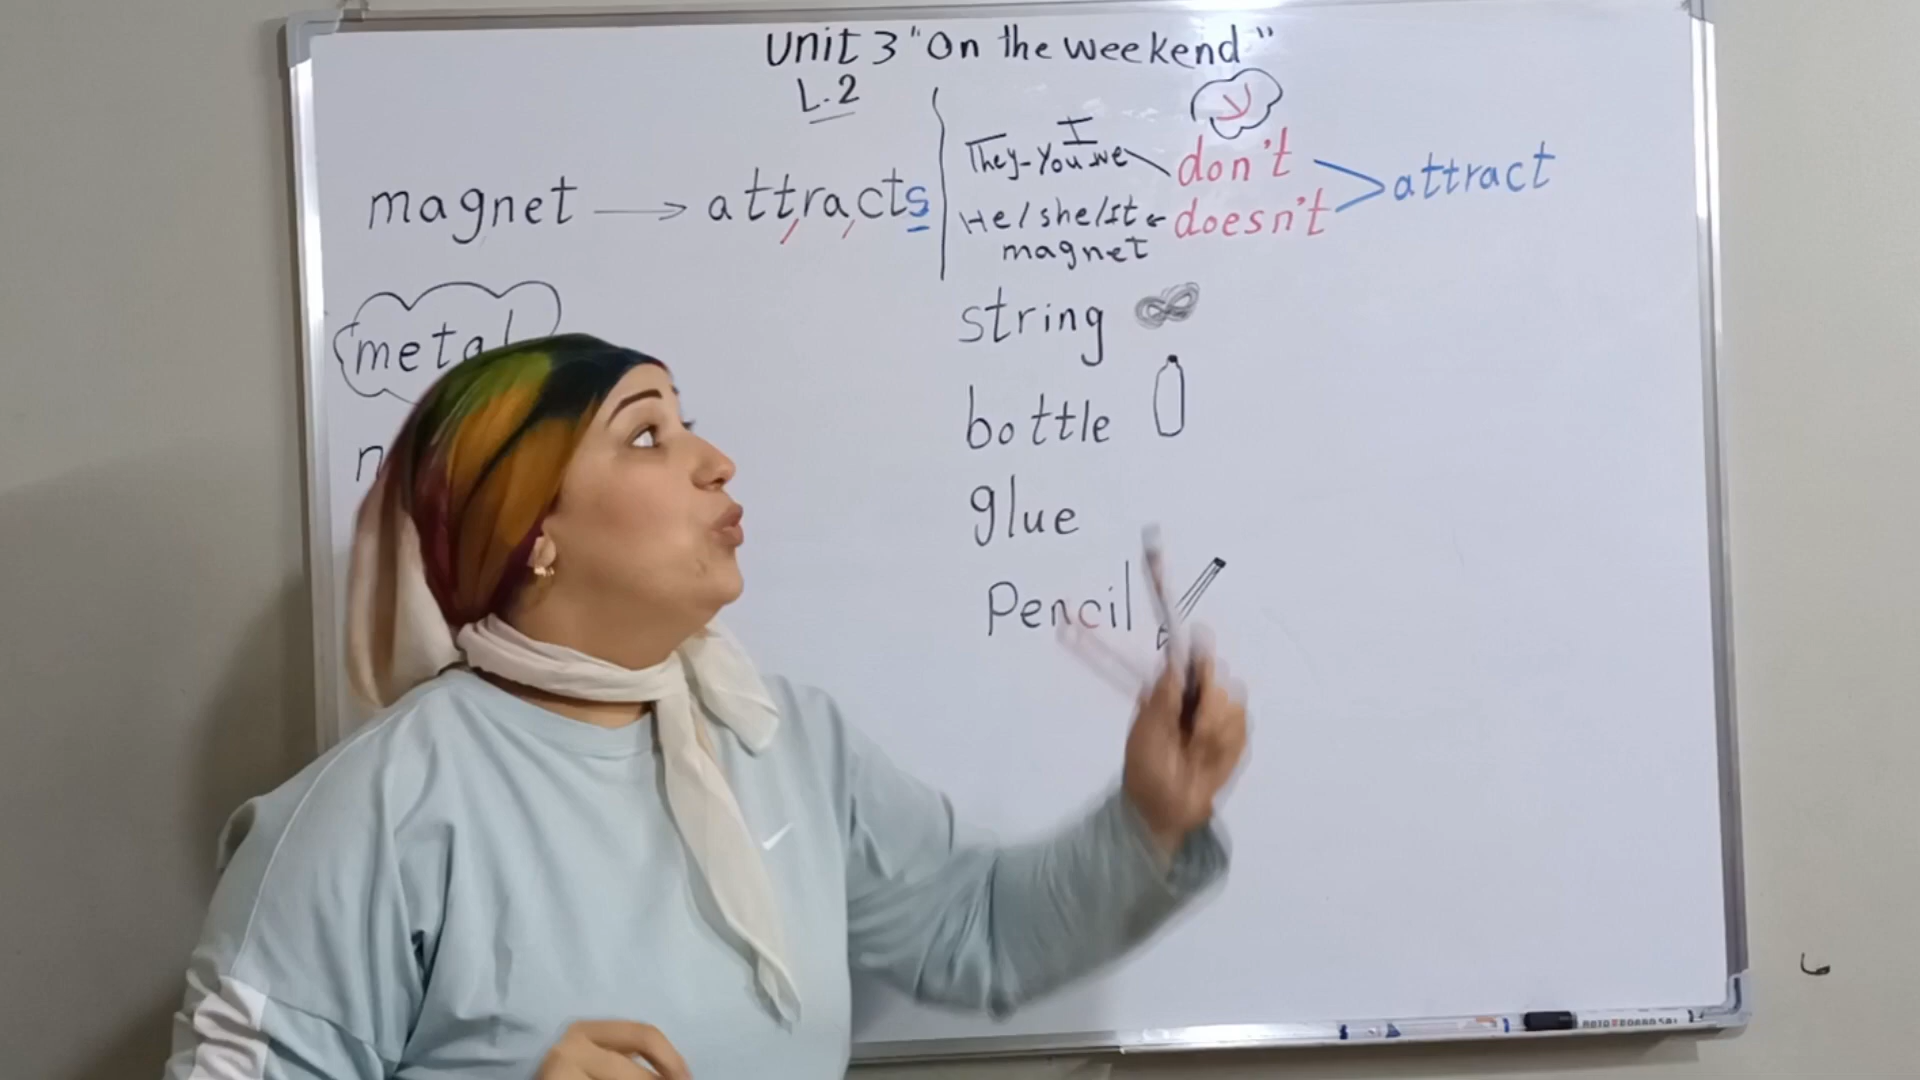 Unit 3 "On the weekend"
L.2
magnet → attracts
metal
I
They-You-we
don't
He/she/It
doesn't
magnet
لا
attract
string
bottle
glue
Pencil